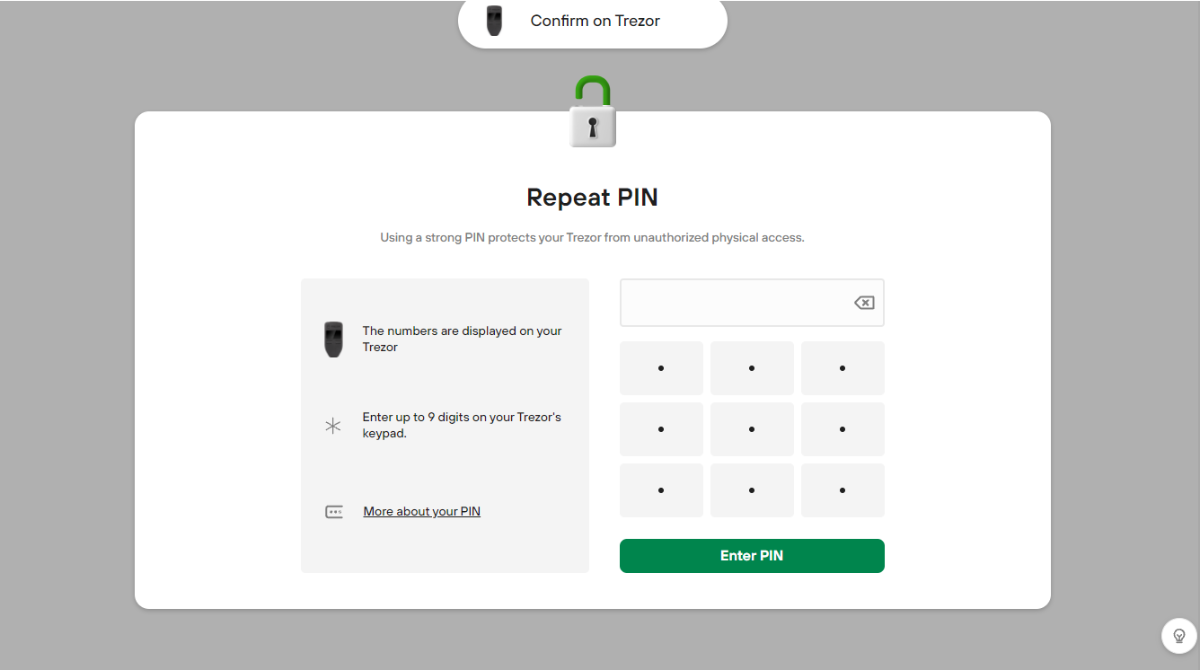 Confirm on Trezor
Repeat PIN
Using a strong PIN protects your Trezor from unauthorized physical access.
The numbers are displayed on your
Trezor
Enter up to 9 digits on your Trezor's
keypad.
More about your PIN
Enter PIN